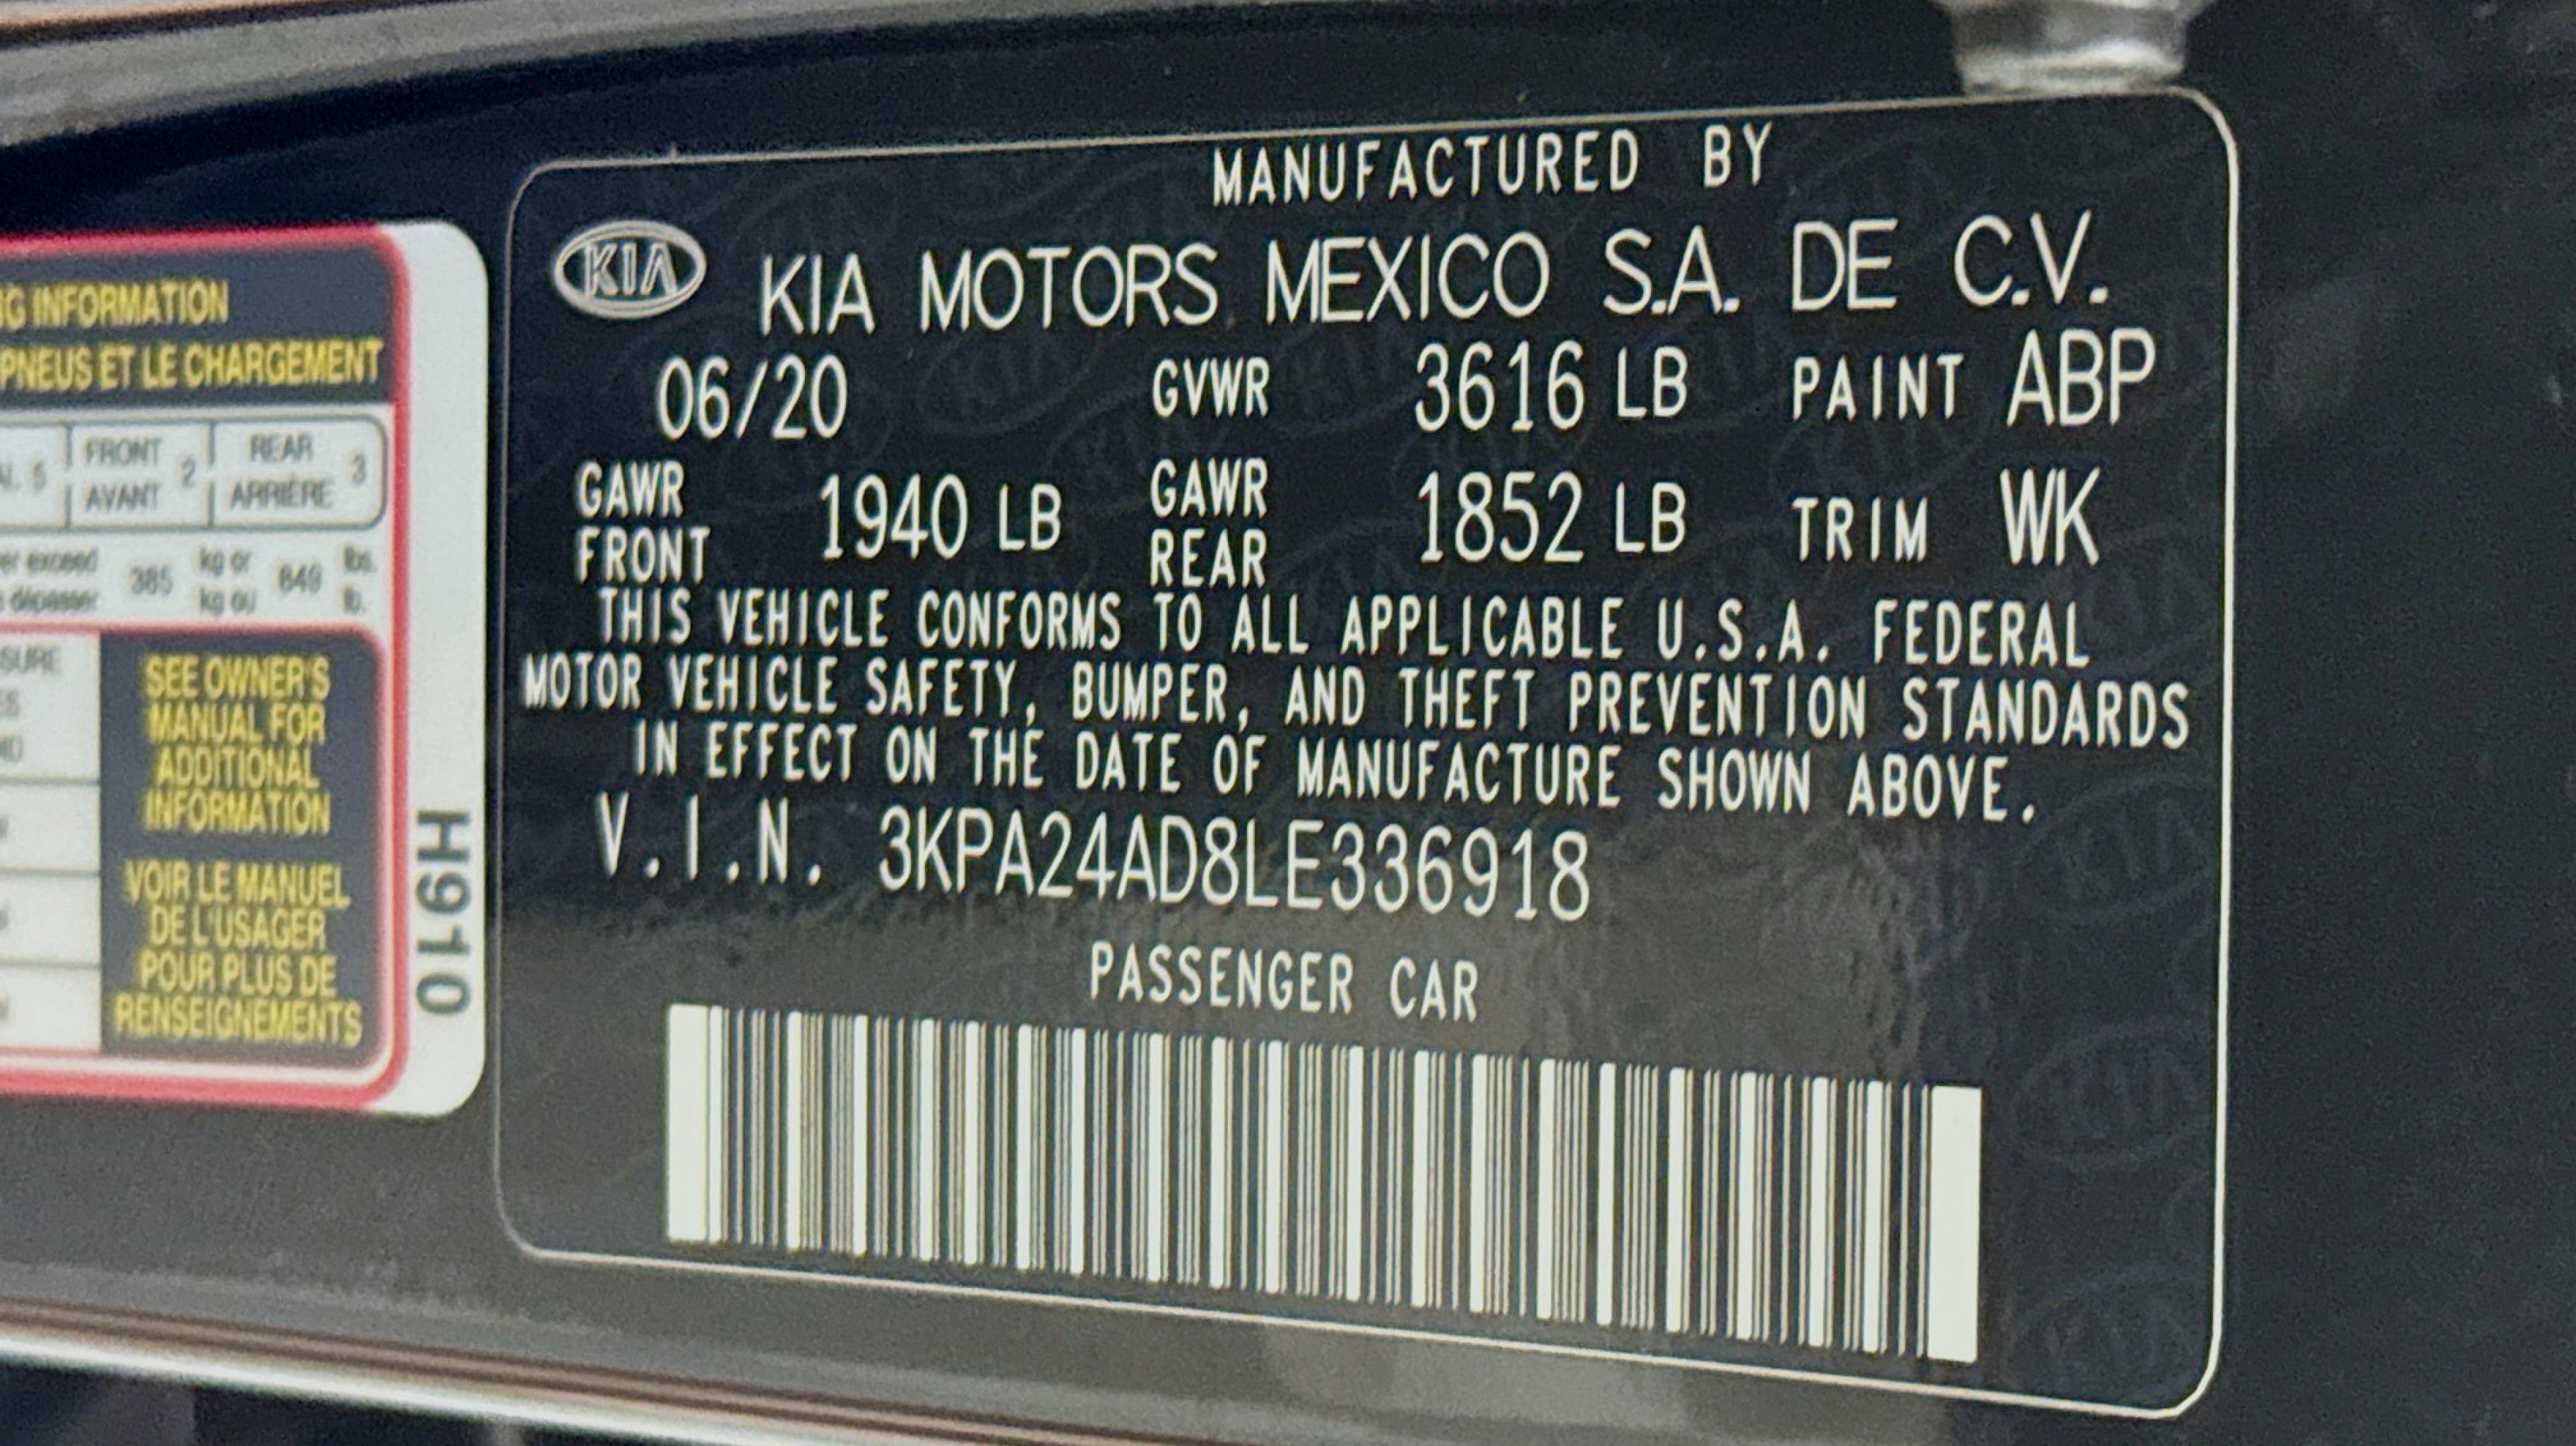 MANUFACTURED BY
KIA KIA MOTORS MEXICO S.A. DE C.V.
06/20 GVWR 3616 LB PAINT ABP
GAWR FRONT 1940 LB GAWR REAR 1852 LB TRIM WK
THIS VEHICLE CONFORMS TO ALL APPLICABLE U.S.A. FEDERAL
MOTOR VEHICLE SAFETY, BUMPER, AND THEFT PREVENTION STANDARDS
IN EFFECT ON THE DATE OF MANUFACTURE SHOWN ABOVE.
V.I.N. 3KPA24AD8LE336918
PASSENGER CAR
INFORMATION
PNEUS ET LE CHARGEMENT
5 FRONT AVANT 2 REAR ARRIÈRE 3
exceed 385 kg or 849 lbs.
dépasser kg ou lb.
SEE OWNER'S
MANUAL FOR
ADDITIONAL
INFORMATION
VOIR LE MANUEL
DE L'USAGER
POUR PLUS DE
RENSEIGNEMENTS
H910